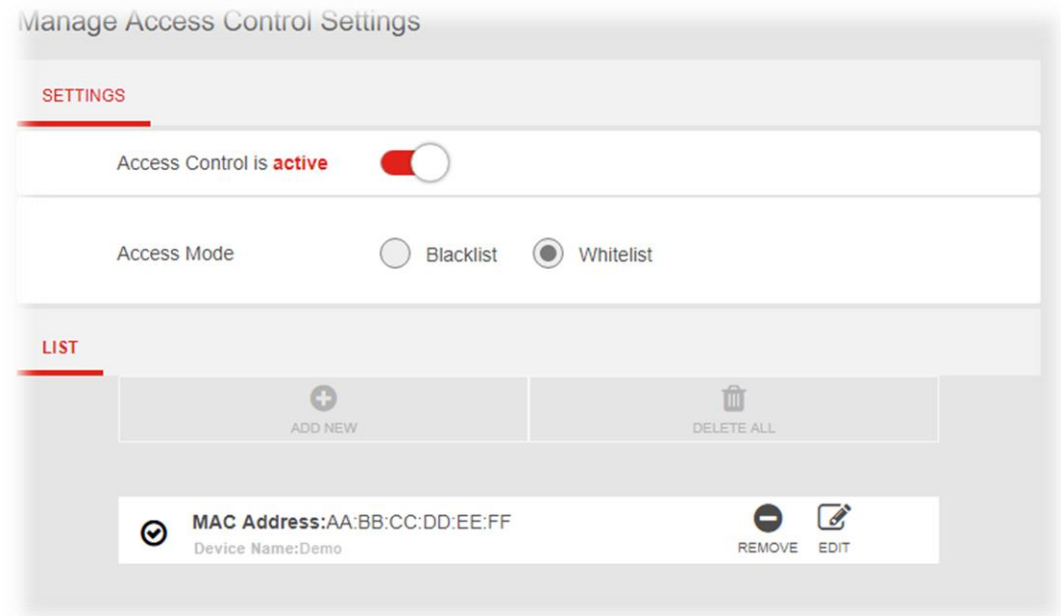 Manage Access Control Settings
SETTINGS
Access Control is active
Access Mode
Blacklist
Whitelist
LIST
ADD NEW
DELETE ALL
MAC Address:AA:BB:CC:DD:EE:FF
Device Name:Demo
REMOVE
EDIT